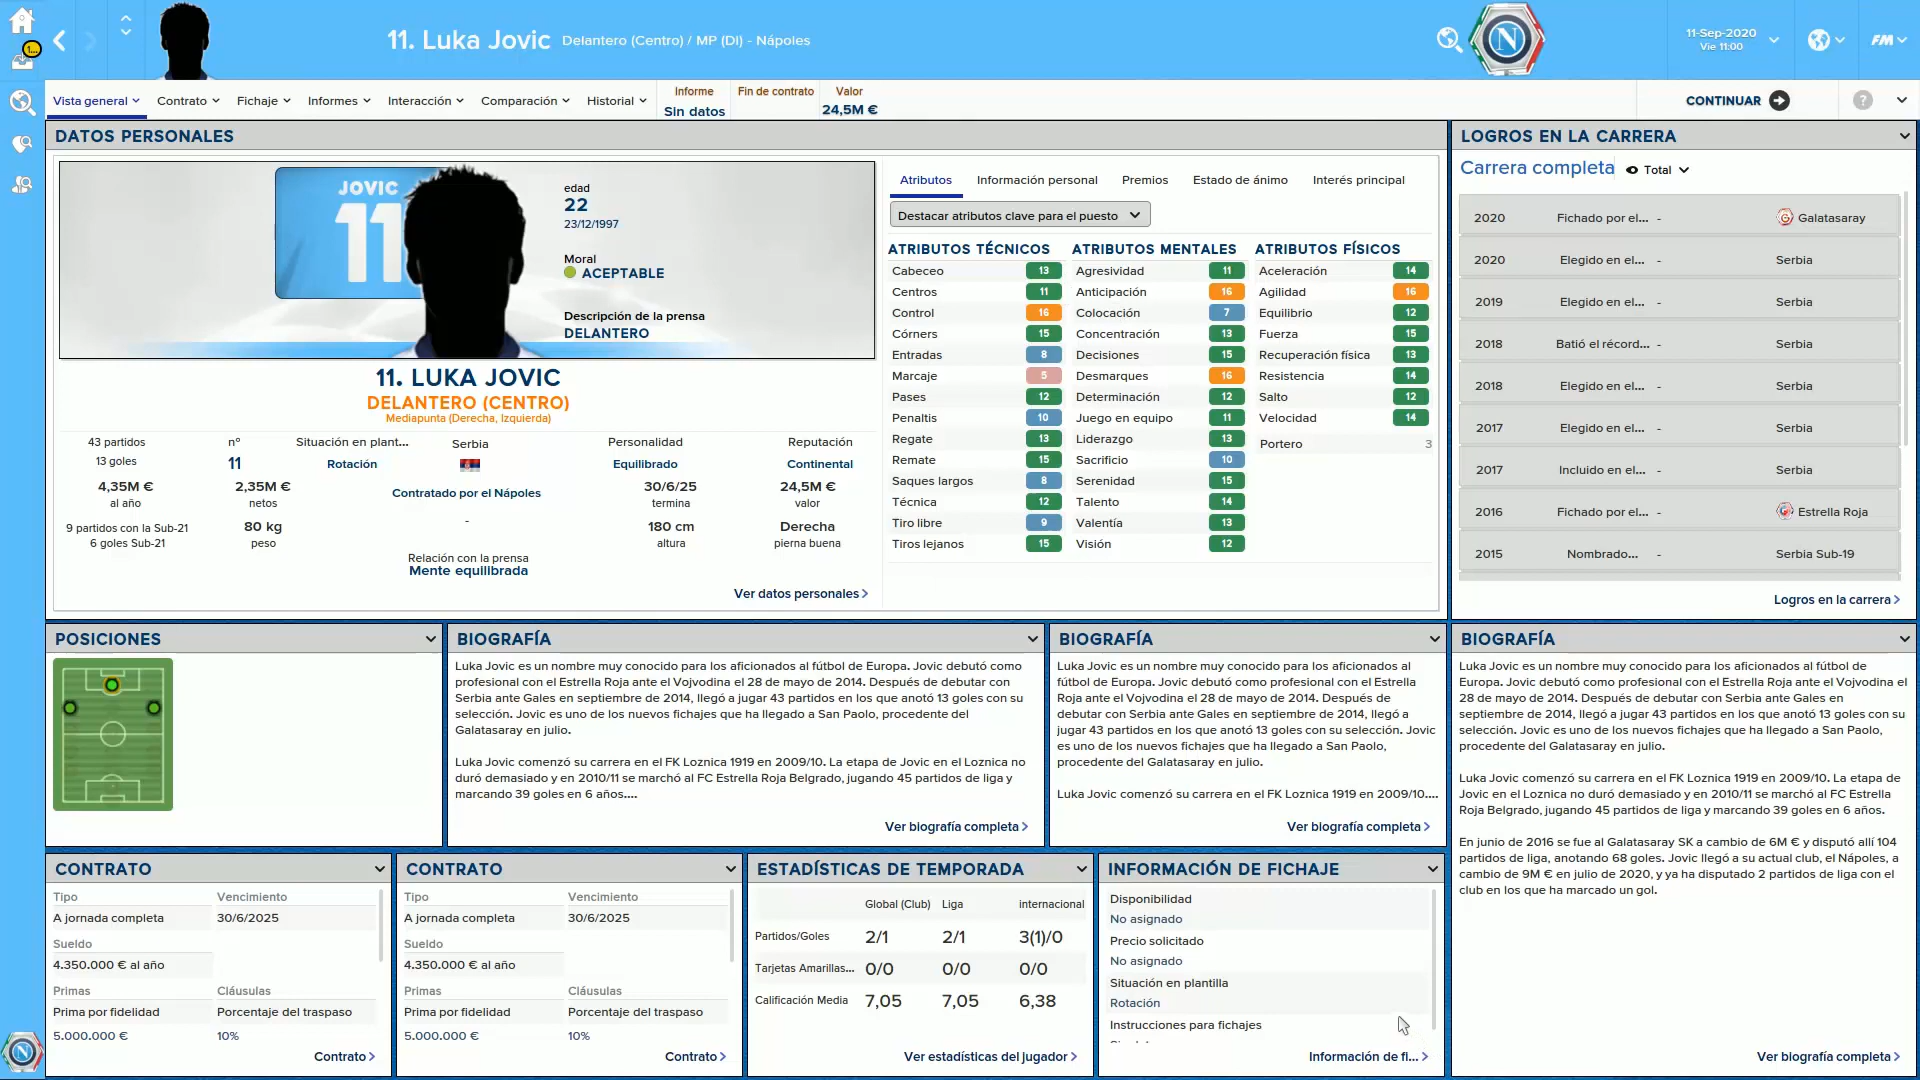 11. Luka Jovic
Delantero (Centro) / MP (DI) - Nápoles
11-Sep-2020
Vie 11:00
FM
Vista general
Contrato
Fichaje
Informes
Interacción
Comparación
Historial
Informe
Sin datos
Fin de contrato
Valor
24,5M €
CONTINUAR
DATOS PERSONALES
JOVIC
11
edad
22
23/12/1997
Moral
ACEPTABLE
Descripción de la prensa
DELANTERO
11. LUKA JOVIC
DELANTERO (CENTRO)
Mediapunta (Derecha, Izquierda)
43 partidos
13 goles
nº
11
Situación en plant...
Rotación
Serbia
Personalidad
Equilibrado
Reputación
Continental
4,35M €
al año
2,35M €
netos
Contratado por el Nápoles
-
30/6/25
termina
24,5M €
valor
9 partidos con la Sub-21
6 goles Sub-21
80 kg
peso
180 cm
altura
Derecha
pierna buena
Relación con la prensa
Mente equilibrada
Ver datos personales
Atributos
Información personal
Premios
Estado de ánimo
Interés principal
Destacar atributos clave para el puesto
ATRIBUTOS TÉCNICOS
Cabeceo 13
Centros 11
Control 16
Córners 15
Entradas 8
Marcaje 5
Pases 12
Penaltis 10
Regate 13
Remate 15
Saques largos 8
Técnica 12
Tiro libre 9
Tiros lejanos 15
ATRIBUTOS MENTALES
Agresividad 11
Anticipación 16
Colocación 7
Concentración 13
Decisiones 15
Desmarques 16
Determinación 12
Juego en equipo 11
Liderazgo 13
Sacrificio 10
Serenidad 15
Talento 14
Valentía 13
Visión 12
ATRIBUTOS FÍSICOS
Aceleración 14
Agilidad 16
Equilibrio 12
Fuerza 15
Recuperación física 13
Resistencia 14
Salto 12
Velocidad 14
Portero 3
LOGROS EN LA CARRERA
Carrera completa
Total
2020 Fichado por el... - Galatasaray
2020 Elegido en el... - Serbia
2019 Elegido en el... - Serbia
2018 Batió el récord... - Serbia
2018 Elegido en el... - Serbia
2017 Elegido en el... - Serbia
2017 Incluido en el... - Serbia
2016 Fichado por el... - Estrella Roja
2015 Nombrado... - Serbia Sub-19
Logros en la carrera
POSICIONES
BIOGRAFÍA
Luka Jovic es un nombre muy conocido para los aficionados al fútbol de Europa. Jovic debutó como
profesional con el Estrella Roja ante el Vojvodina el 28 de mayo de 2014. Después de debutar con
Serbia ante Gales en septiembre de 2014, llegó a jugar 43 partidos en los que anotó 13 goles con su
selección. Jovic es uno de los nuevos fichajes que ha llegado a San Paolo, procedente del
Galatasaray en julio.
Luka Jovic comenzó su carrera en el FK Loznica 1919 en 2009/10. La etapa de Jovic en el Loznica no
duró demasiado y en 2010/11 se marchó al FC Estrella Roja Belgrado, jugando 45 partidos de liga y
marcando 39 goles en 6 años....
Ver biografía completa
BIOGRAFÍA
Luka Jovic es un nombre muy conocido para los aficionados al
fútbol de Europa. Jovic debutó como profesional con el Estrella
Roja ante el Vojvodina el 28 de mayo de 2014. Después de
debutar con Serbia ante Gales en septiembre de 2014, llegó a
jugar 43 partidos en los que anotó 13 goles con su selección. Jovic
es uno de los nuevos fichajes que ha llegado a San Paolo,
procedente del Galatasaray en julio.
Luka Jovic comenzó su carrera en el FK Loznica 1919 en 2009/10....
Ver biografía completa
BIOGRAFÍA
Luka Jovic es un nombre muy conocido para los aficionados al fútbol de
Europa. Jovic debutó como profesional con el Estrella Roja ante el Vojvodina el
28 de mayo de 2014. Después de debutar con Serbia ante Gales en
septiembre de 2014, llegó a jugar 43 partidos en los que anotó 13 goles con su
selección. Jovic es uno de los nuevos fichajes que ha llegado a San Paolo,
procedente del Galatasaray en julio.
Luka Jovic comenzó su carrera en el FK Loznica 1919 en 2009/10. La etapa de
Jovic en el Loznica no duró demasiado y en 2010/11 se marchó al FC Estrella
Roja Belgrado, jugando 45 partidos de liga y marcando 39 goles en 6 años.
En junio de 2016 se fue al Galatasaray SK a cambio de 6M € y disputó allí 104
partidos de liga, anotando 68 goles. Jovic llegó a su actual club, el Nápoles, a
cambio de 9M € en julio de 2020, y ya ha disputado 2 partidos de liga con el
club en los que ha marcado un gol.
Ver biografía completa
CONTRATO
Tipo Vencimiento
A jornada completa 30/6/2025
Sueldo
4.350.000 € al año
Primas Cláusulas
Prima por fidelidad Porcentaje del traspaso
5.000.000 € 10%
Contrato
CONTRATO
Tipo Vencimiento
A jornada completa 30/6/2025
Sueldo
4.350.000 € al año
Primas Cláusulas
Prima por fidelidad Porcentaje del traspaso
5.000.000 € 10%
Contrato
ESTADÍSTICAS DE TEMPORADA
Global (Club) Liga internacional
Partidos/Goles 2/1 2/1 3(1)/0
Tarjetas Amarillas... 0/0 0/0 0/0
Calificación Media 7,05 7,05 6,38
Ver estadísticas del jugador
INFORMACIÓN DE FICHAJE
Disponibilidad
No asignado
Precio solicitado
No asignado
Situación en plantilla
Rotación
Instrucciones para fichajes
Información de fi...